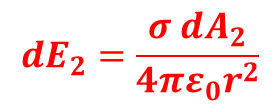 dE₂ = σ dA₂ / 4πε₀r²